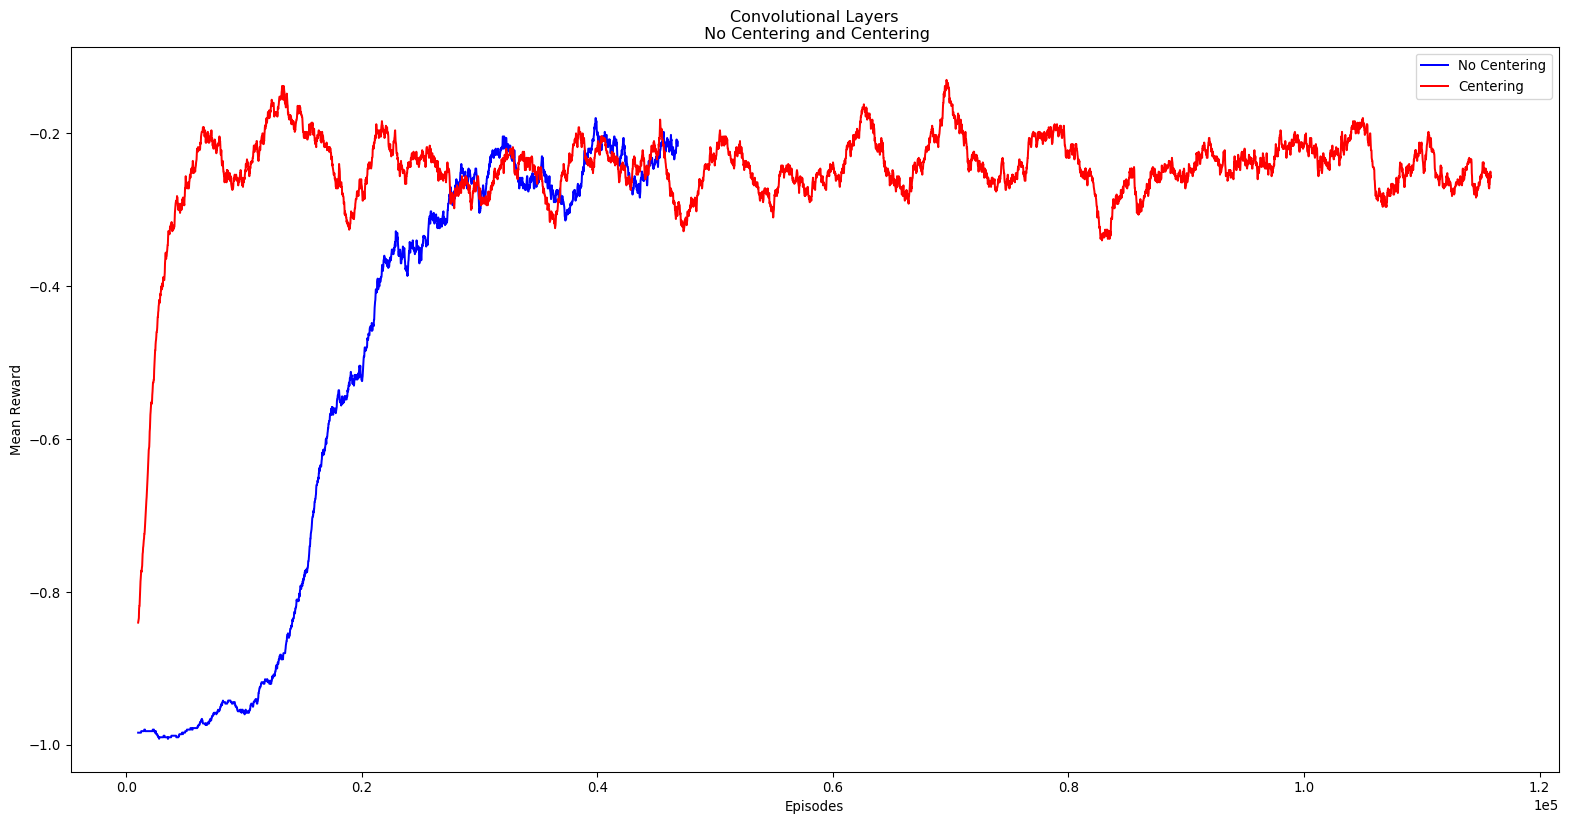 Convolutional Layers
No Centering and Centering
No Centering
Centering
Mean Reward
−0.2
−0.4
−0.6
−0.8
−1.0
0.0 0.2 0.4 0.6 0.8 1.0 1.2
Episodes
1e5